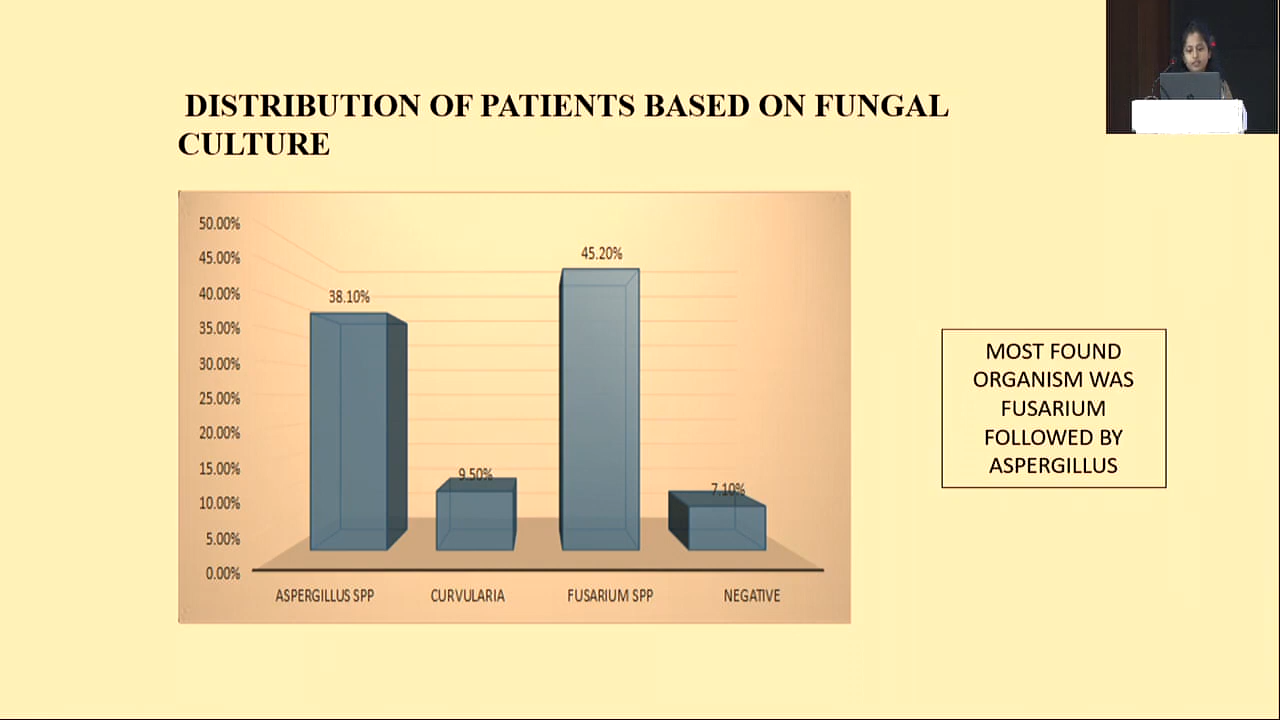 DISTRIBUTION OF PATIENTS BASED ON FUNGAL
CULTURE
50.00%
45.00%
40.00%
35.00%
30.00%
25.00%
20.00%
15.00%
10.00%
5.00%
0.00%
38.10%
9.50%
45.20%
7.10%
ASPERGILLUS SPP
CURVULARIA
FUSARIUM SPP
NEGATIVE
MOST FOUND
ORGANISM WAS
FUSARIUM
FOLLOWED BY
ASPERGILLUS